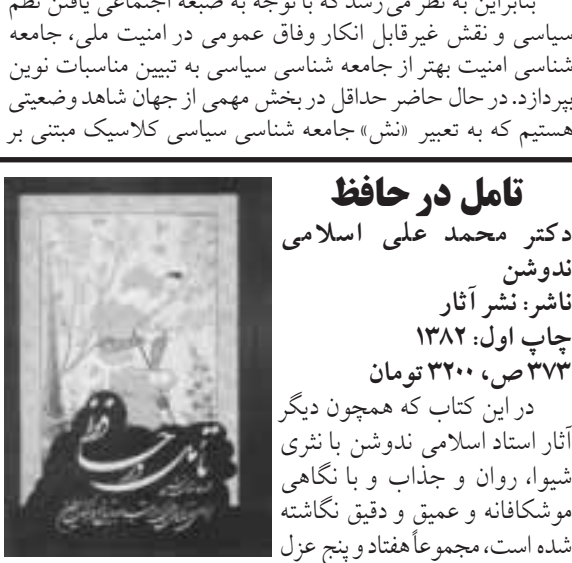 بنابراین به نظر می‌رسد که با توجه به صبغه اجتماعی یافتن نظم
سیاسی و نقش غیرقابل انکار وفاق عمومی در امنیت ملی، جامعه
شناسی امنیت بهتر از جامعه شناسی سیاسی به تبیین مناسبات نوین
بپردازد. در حال حاضر حداقل در بخش مهمی از جهان شاهد وضعیتی
هستیم که به تعبیر «نش» جامعه شناسی سیاسی کلاسیک مبتنی بر
تامل در حافظ
دکتر محمد علی اسلامی
ندوشن
ناشر: نشر آثار
چاپ اول: ۱۳۸۲
۳۷۳ ص، ۳۲۰۰ تومان
در این کتاب که همچون دیگر
آثار استاد اسلامی ندوشن با نثری
شیوا، روان و جذاب و با نگاهی
موشکافانه و عمیق و دقیق نگاشته
شده است، مجموعاً هفتاد و پنج عزل
تامل در حافظ